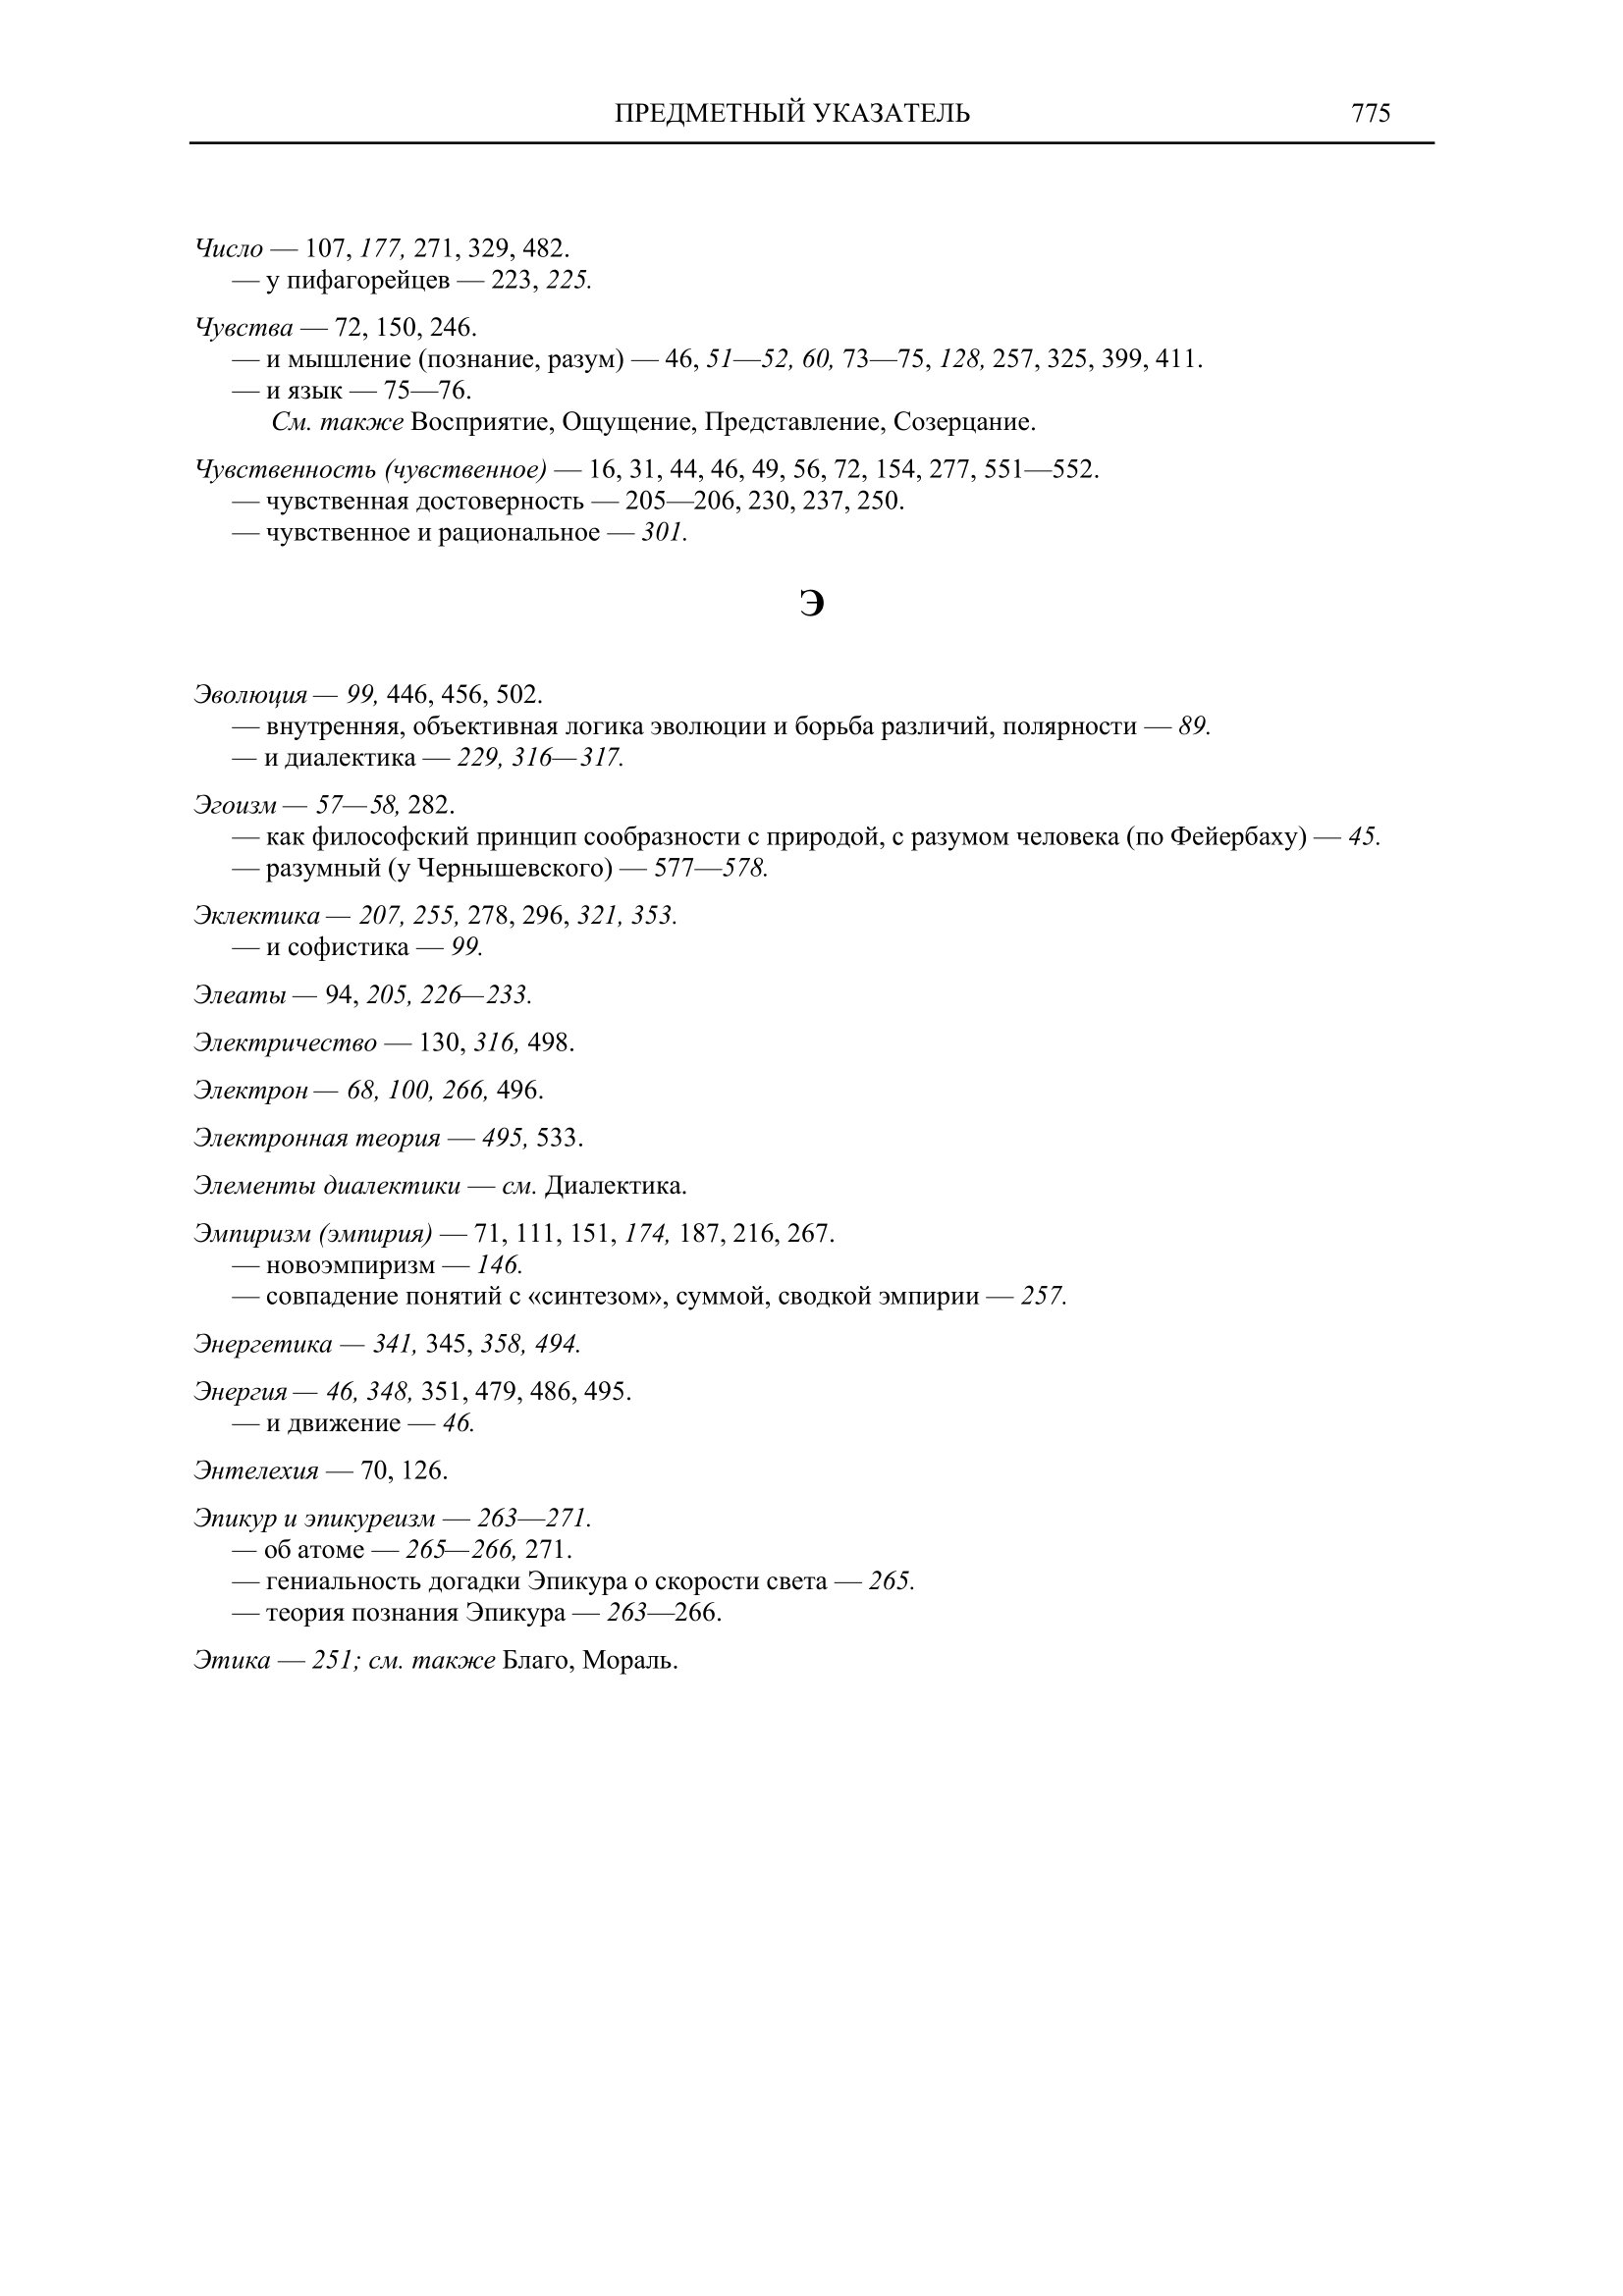 ПРЕДМЕТНЫЙ УКАЗАТЕЛЬ 775
Число — 107, 177, 271, 329, 482.
— у пифагорейцев — 223, 225.
Чувства — 72, 150, 246.
— и мышление (познание, разум) — 46, 51—52, 60, 73—75, 128, 257, 325, 399, 411.
— и язык — 75—76.
См. также Восприятие, Ощущение, Представление, Созерцание.
Чувственность (чувственное) — 16, 31, 44, 46, 49, 56, 72, 154, 277, 551—552.
— чувственная достоверность — 205—206, 230, 237, 250.
— чувственное и рациональное — 301.
Э
Эволюция — 99, 446, 456, 502.
— внутренняя, объективная логика эволюции и борьба различий, полярности — 89.
— и диалектика — 229, 316—317.
Эгоизм — 57—58, 282.
— как философский принцип сообразности с природой, с разумом человека (по Фейербаху) — 45.
— разумный (у Чернышевского) — 577—578.
Эклектика — 207, 255, 278, 296, 321, 353.
— и софистика — 99.
Элеаты — 94, 205, 226—233.
Электричество — 130, 316, 498.
Электрон — 68, 100, 266, 496.
Электронная теория — 495, 533.
Элементы диалектики — см. Диалектика.
Эмпиризм (эмпирия) — 71, 111, 151, 174, 187, 216, 267.
— новоэмпиризм — 146.
— совпадение понятий с «синтезом», суммой, сводкой эмпирии — 257.
Энергетика — 341, 345, 358, 494.
Энергия — 46, 348, 351, 479, 486, 495.
— и движение — 46.
Энтелехия — 70, 126.
Эпикур и эпикуреизм — 263—271.
— об атоме — 265—266, 271.
— гениальность догадки Эпикура о скорости света — 265.
— теория познания Эпикура — 263—266.
Этика — 251; см. также Благо, Мораль.